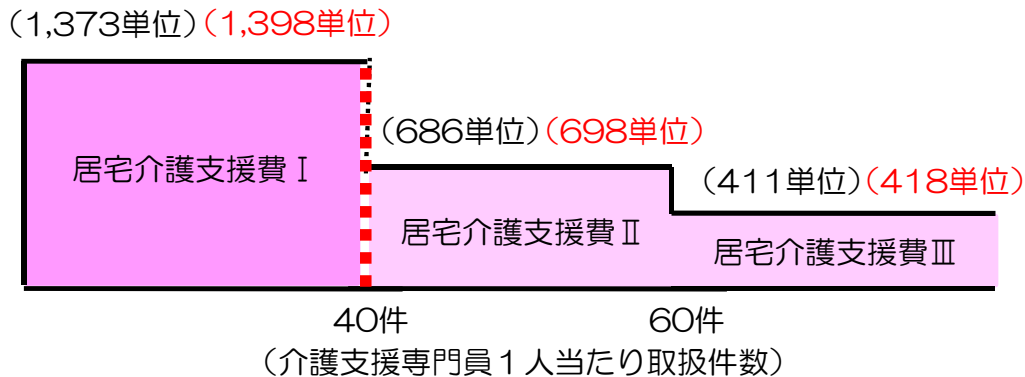 （1,373単位）（1,398単位）
（686単位）（698単位）
居宅介護支援費Ⅰ
（411単位）（418単位）
居宅介護支援費Ⅱ
居宅介護支援費Ⅲ
40件
60件
（介護支援専門員１人当たり取扱件数）